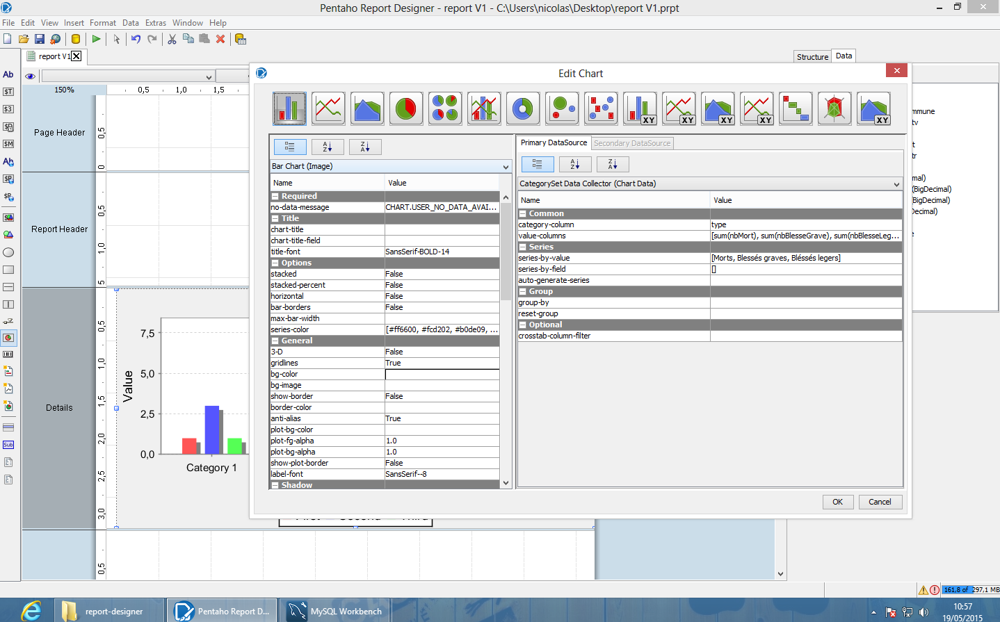 Pentaho Report Designer - report V1 - C:\Users\nicolas\Desktop\report V1.prpt
File Edit View Insert Format Data Extras Window Help
report V1
Structure Data
150%
0,5 1,0 1,5
Edit Chart
XY XY XY XY XY
Page Header
Report Header
Details
0,5
0
0,5
1,0
5
0,5
1,0
1,5
2,0
2,5
3,0
0,5
Ab
Sub
Value
7,5
5,0
2,5
0,0
Category 1
Bar Chart (Image)
Name Value
Required
no-data-message CHART.USER_NO_DATA_AVAI...
Title
chart-title
chart-title-field
title-font SansSerif-BOLD-14
Options
stacked False
stacked-percent False
horizontal False
bar-borders False
max-bar-width
series-color [#ff6600, #fcd202, #b0de09, ...
General
3-D False
gridlines True
bg-color
bg-image
show-border False
border-color
anti-alias True
plot-bg-color
plot-fg-alpha 1.0
plot-bg-alpha 1.0
show-plot-border False
label-font SansSerif--8
Shadow
Primary DataSource Secondary DataSource
CategorySet Data Collector (Chart Data)
Name Value
Common
category-column type
value-columns [sum(nbMort), sum(nbBlesseGrave), sum(nbBlesseLeg...
Series
series-by-value [Morts, Blessés graves, Bléssés legers]
series-by-field []
auto-generate-series
Group
group-by
reset-group
Optional
crosstab-column-filter
OK Cancel
mmune
tv
t
tr
mal)
(BigDecimal)
(BigDecimal)
Decimal)
e
161,8 of 297,1 MB
report-designer
Pentaho Report D...
MySQL Workbench
10:57
19/05/2015